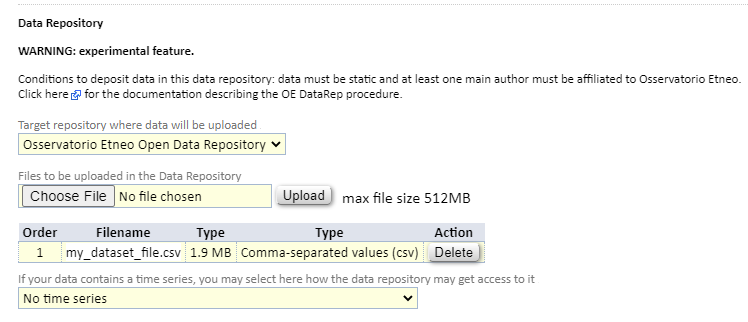 Data Repository
WARNING: experimental feature.
Conditions to deposit data in this data repository: data must be static and at least one main author must be affiliated to Osservatorio Etneo.
Click here for the documentation describing the OE DataRep procedure.
Target repository where data will be uploaded
Osservatorio Etneo Open Data Repository
Files to be uploaded in the Data Repository
Choose File No file chosen Upload max file size 512MB
Order Filename Type Type Action
1 my_dataset_file.csv 1.9 MB Comma-separated values (csv) Delete
If your data contains a time series, you may select here how the data repository may get access to it
No time series